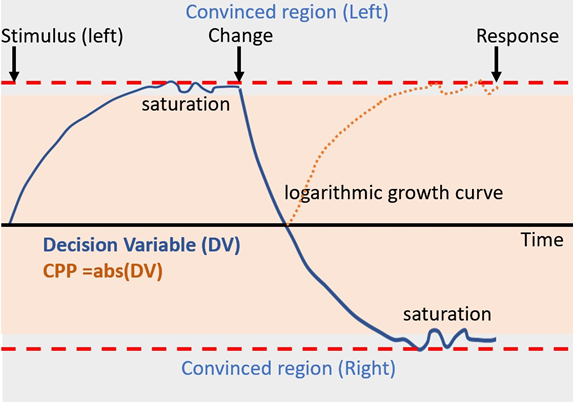 Convinced region (Left)
Stimulus (left)
Change
Response
saturation
logarithmic growth curve
Time
Decision Variable (DV)
CPP =abs(DV)
saturation
Convinced region (Right)